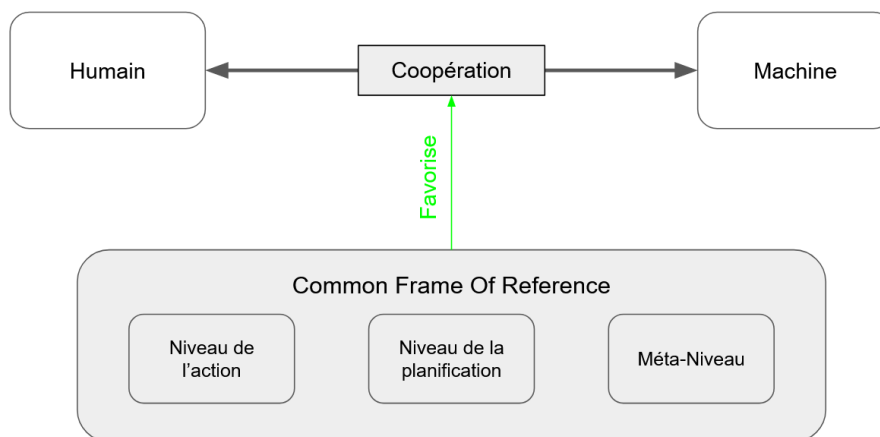 Humain
Coopération
Machine
Favorise
Common Frame Of Reference
Niveau de
l'action
Niveau de la
planification
Méta-Niveau